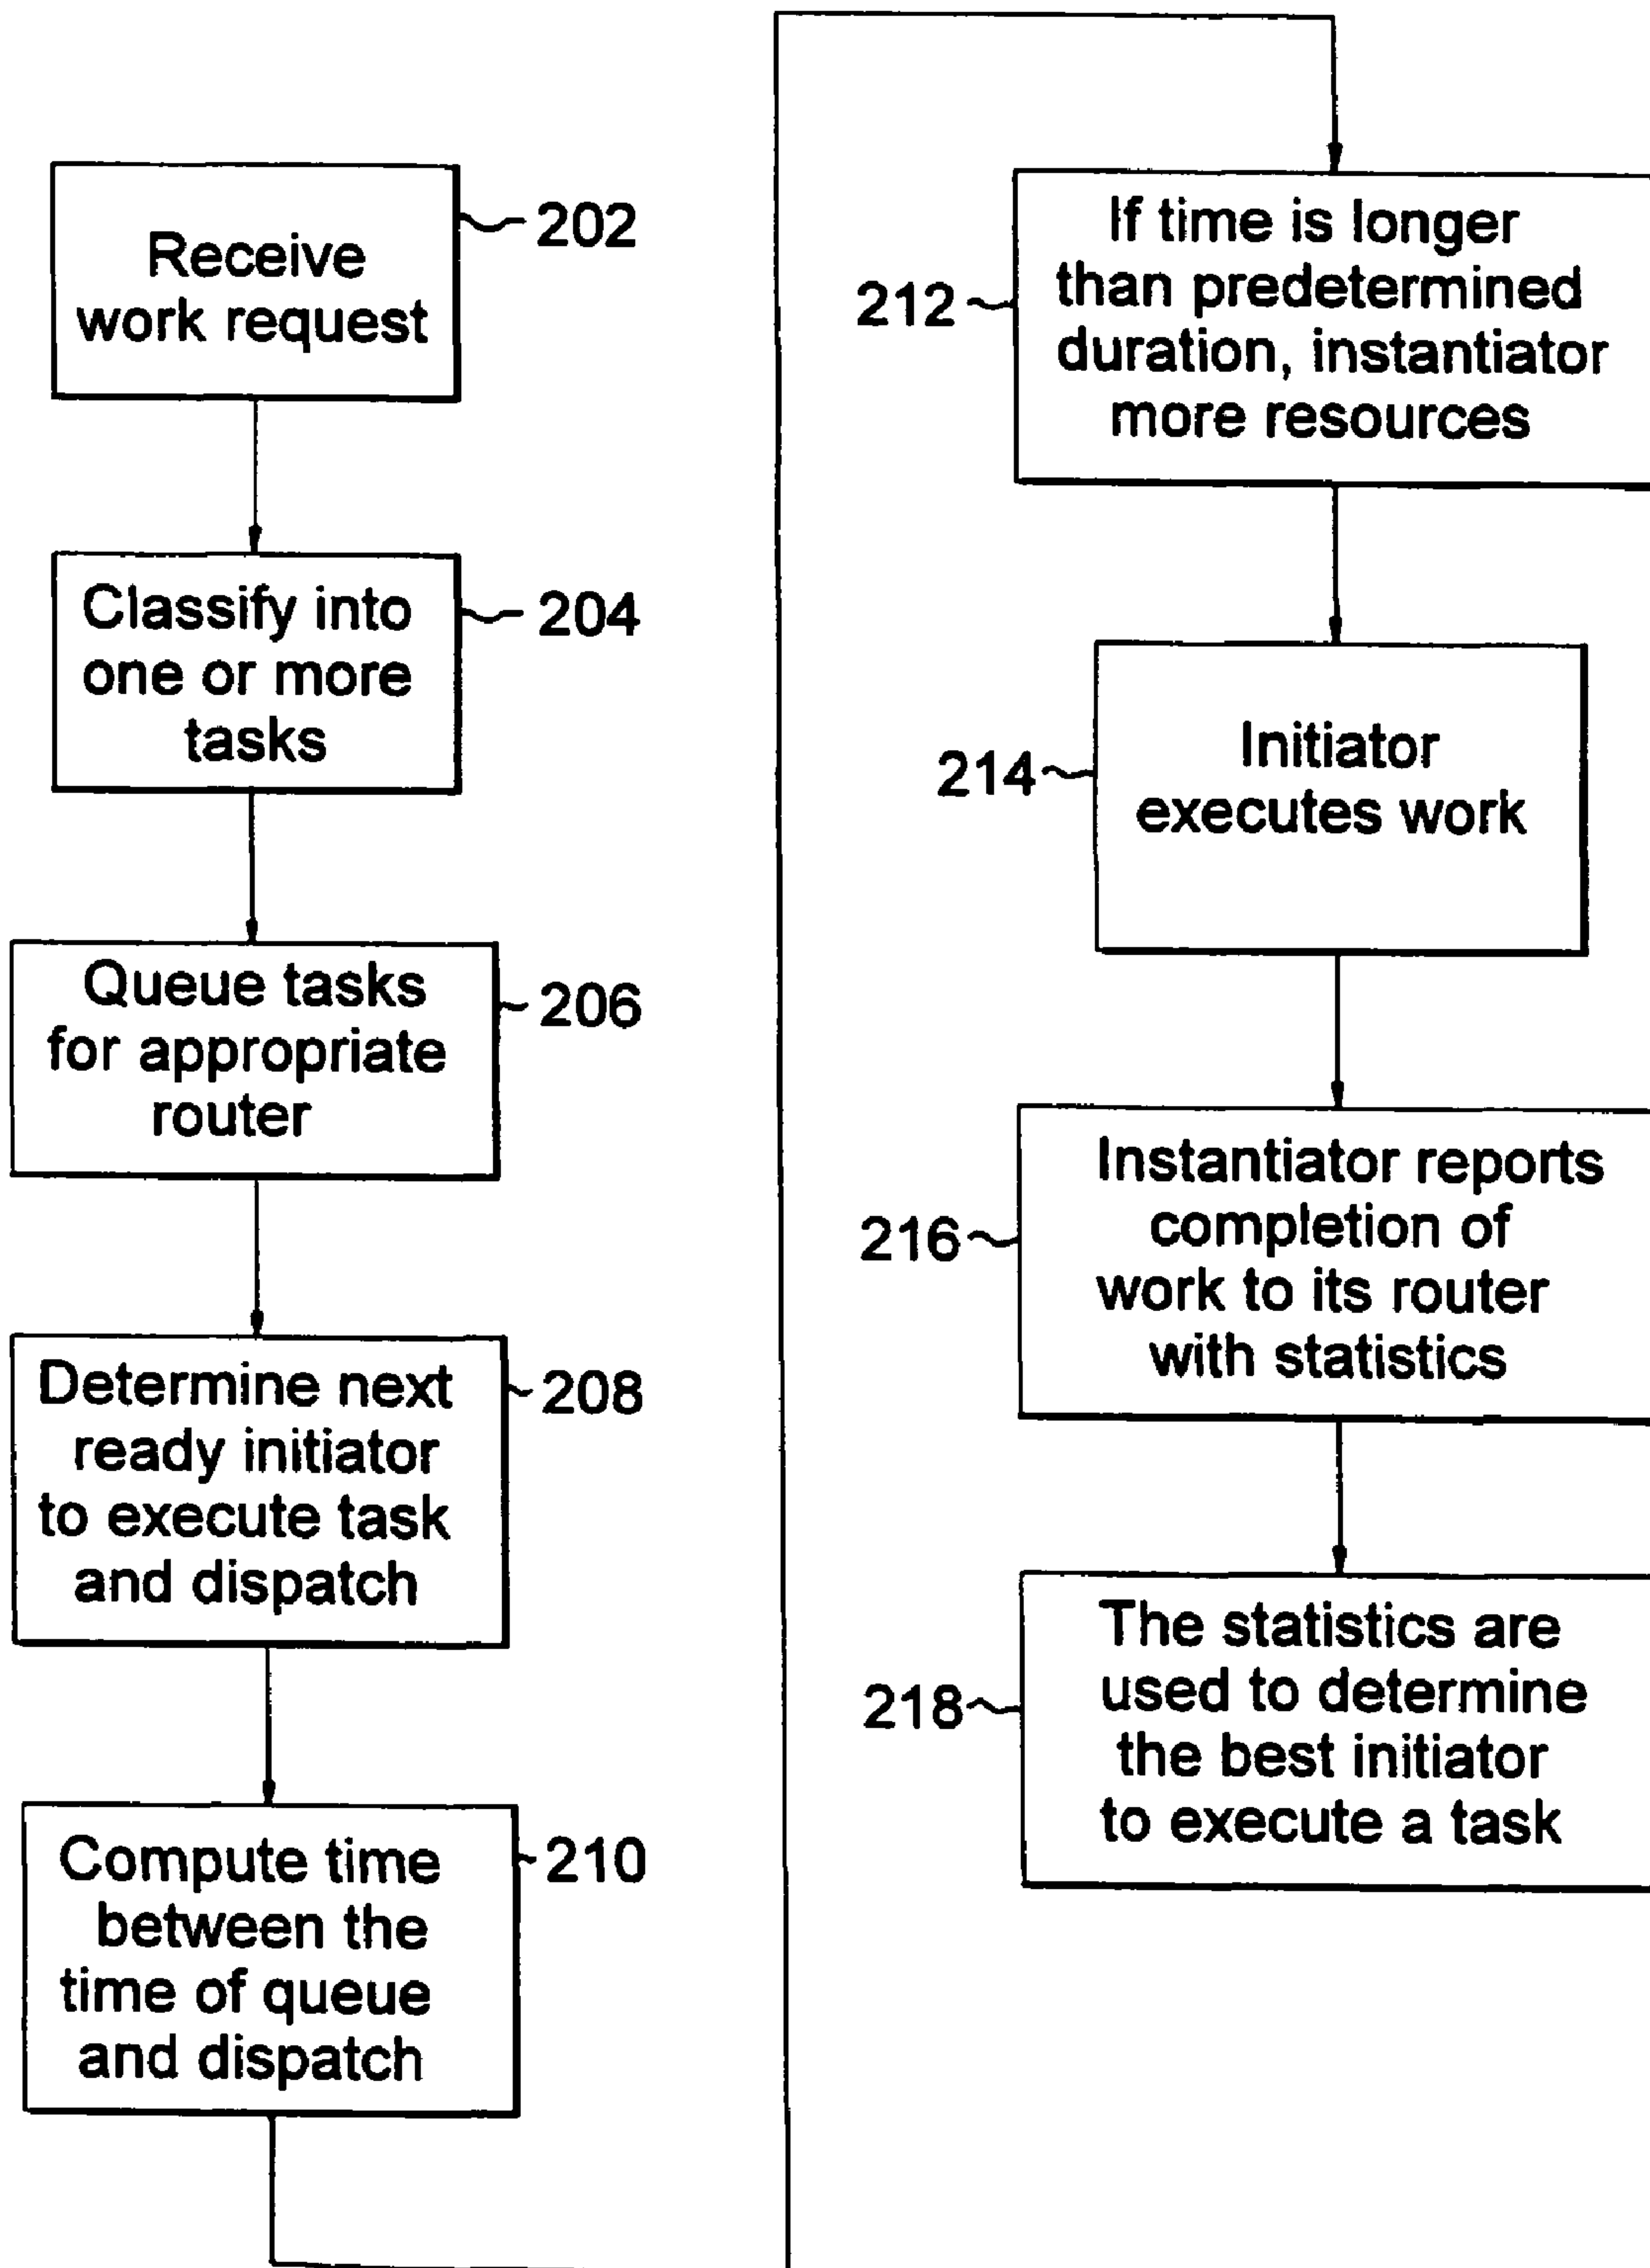 Receive
work request
202
Classify into
one or more
tasks
204
Queue tasks
for appropriate
router
206
Determine next
ready initiator
to execute task
and dispatch
208
Compute time
between the
time of queue
and dispatch
210
If time is longer
than predetermined
duration, instantiator
more resources
212
Initiator
executes work
214
Instantiator reports
completion of
work to its router
with statistics
216
The statistics are
used to determine
the best initiator
to execute a task
218